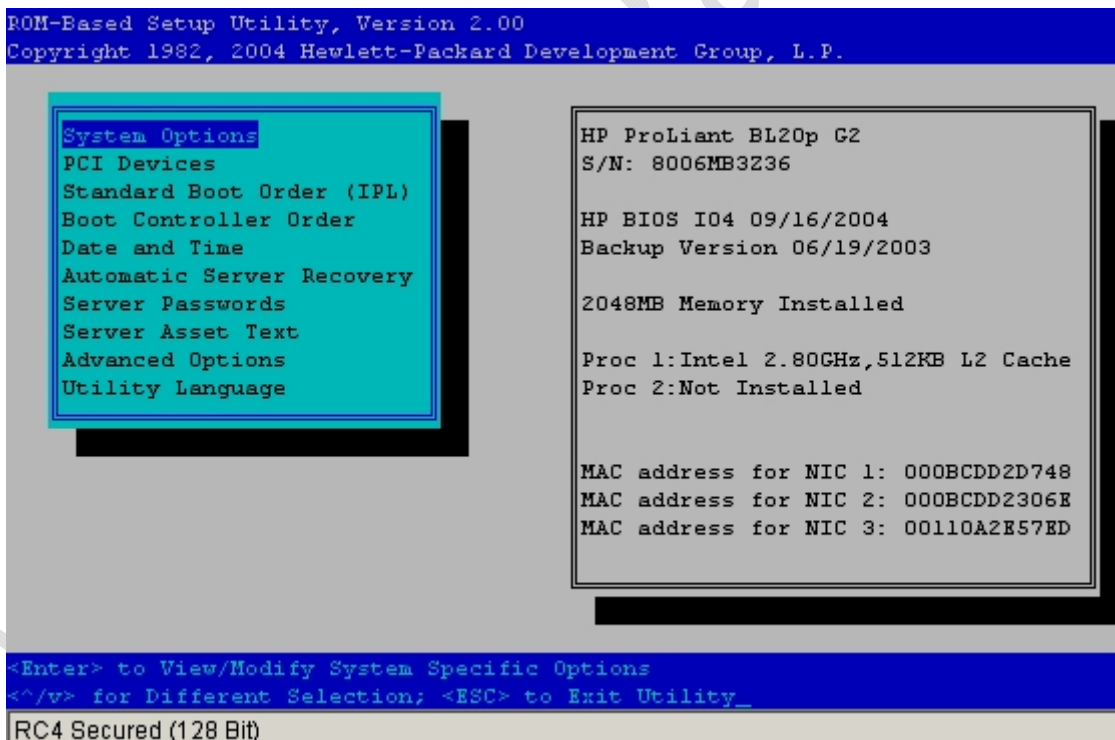 ROM-Based Setup Utility, Version 2.00
Copyright 1982, 2004 Hewlett-Packard Development Group, L.P.
System Options
PCI Devices
Standard Boot Order (IPL)
Boot Controller Order
Date and Time
Automatic Server Recovery
Server Passwords
Server Asset Text
Advanced Options
Utility Language
HP ProLiant BL20p G2
S/N: 8006MB3Z36
HP BIOS I04 09/16/2004
Backup Version 06/19/2003
2048MB Memory Installed
Proc 1:Intel 2.80GHz,512KB L2 Cache
Proc 2:Not Installed
MAC address for NIC 1: 000BCDD2D748
MAC address for NIC 2: 000BCDD2306E
MAC address for NIC 3: 00110A2E57ED
<Enter> to View/Modify System Specific Options
<^/v> for Different Selection; <ESC> to Exit Utility_
RC4 Secured (128 Bit)